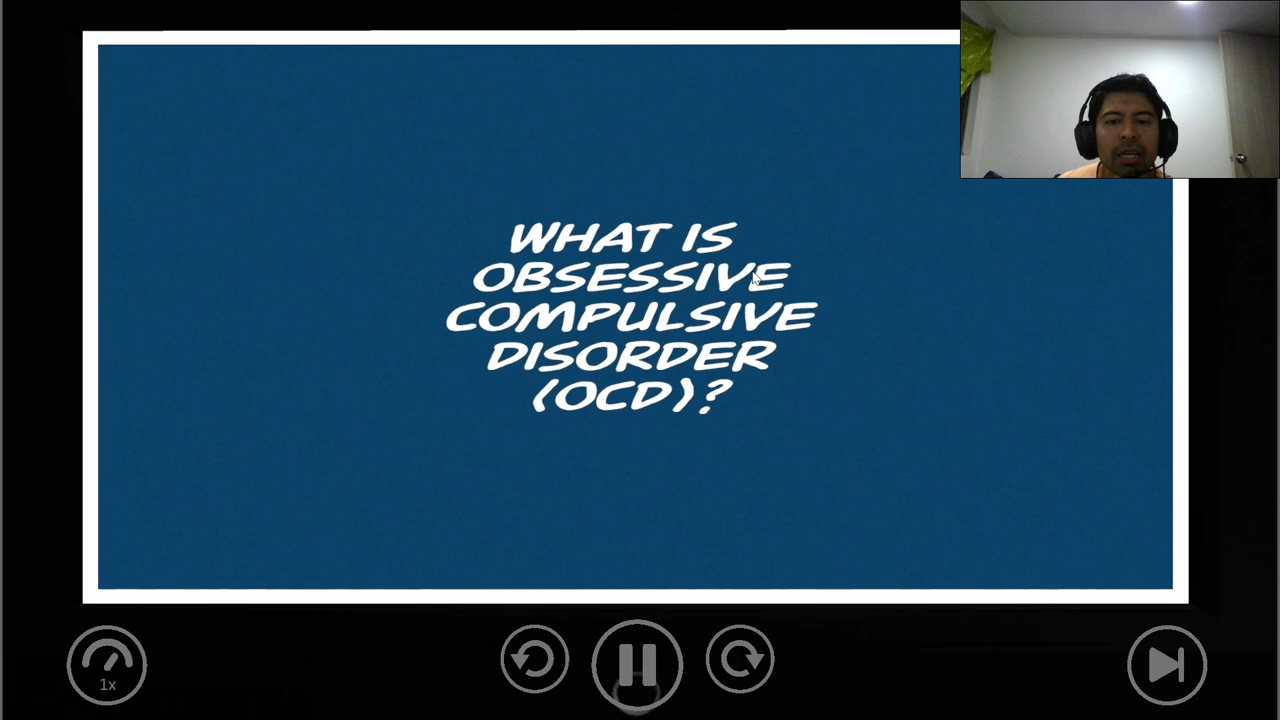 WHAT IS
OBSESSIVE
COMPULSIVE
DISORDER
(OCD)?
1x